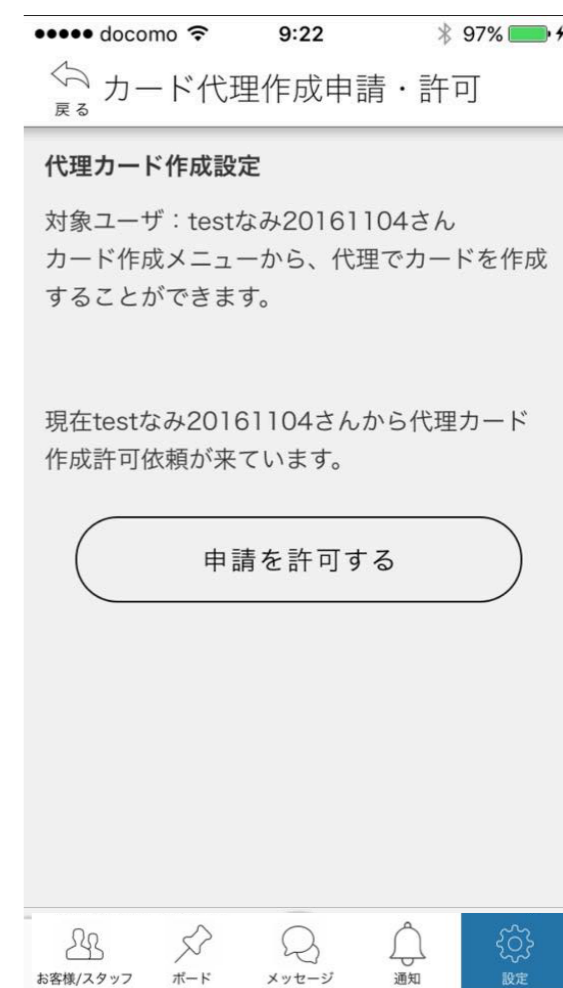 docomo 9:22 97%
戻る
カード代理作成申請・許可
代理カード作成設定
対象ユーザ：testなみ20161104さん
カード作成メニューから、代理でカードを作成
することができます。
現在testなみ20161104さんから代理カード
作成許可依頼が来ています。
申請を許可する
お客様/スタッフ ボード メッセージ 通知 設定